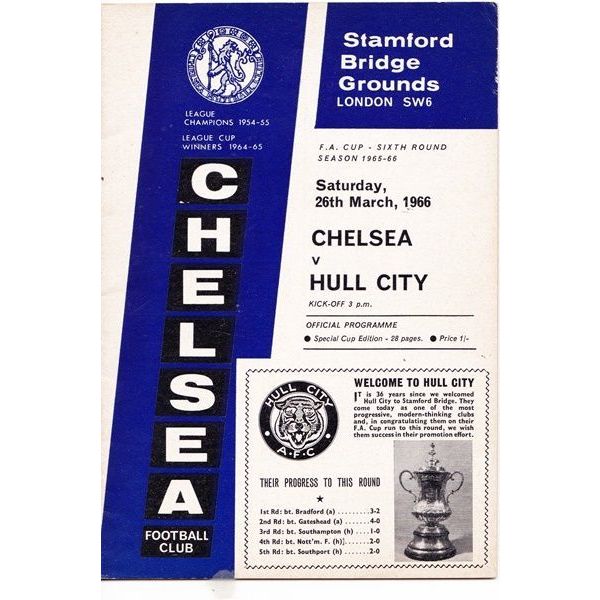 LEAGUE
CHAMPIONS 1954-55
LEAGUE CUP
WINNERS 1964-65
CHELSEA
FOOTBALL
CLUB
Stamford
Bridge
Grounds
LONDON SW6
F.A. CUP - SIXTH ROUND
SEASON 1965-66
Saturday,
26th March, 1966
CHELSEA
v
HULL CITY
KICK-OFF 3 p.m.
OFFICIAL PROGRAMME
● Special Cup Edition - 28 pages. ● Price 1/-
HULL CITY
A.F.C
WELCOME TO HULL CITY
IT is 36 years since we welcomed
Hull City to Stamford Bridge. They
come today as one of the most
progressive, modern-thinking clubs
and, in congratulating them on their
F.A. Cup run to this round, we wish
them success in their promotion effort.
THEIR PROGRESS TO THIS ROUND
★
1st Rd: bt. Bradford (a) .........3-2
2nd Rd: bt. Gateshead (a) .......4-0
3rd Rd: bt. Southampton (h) ....1-0
4th Rd: bt. Nott'm. F. (h) ........2-0
5th Rd: bt. Southport (h) ........2-0